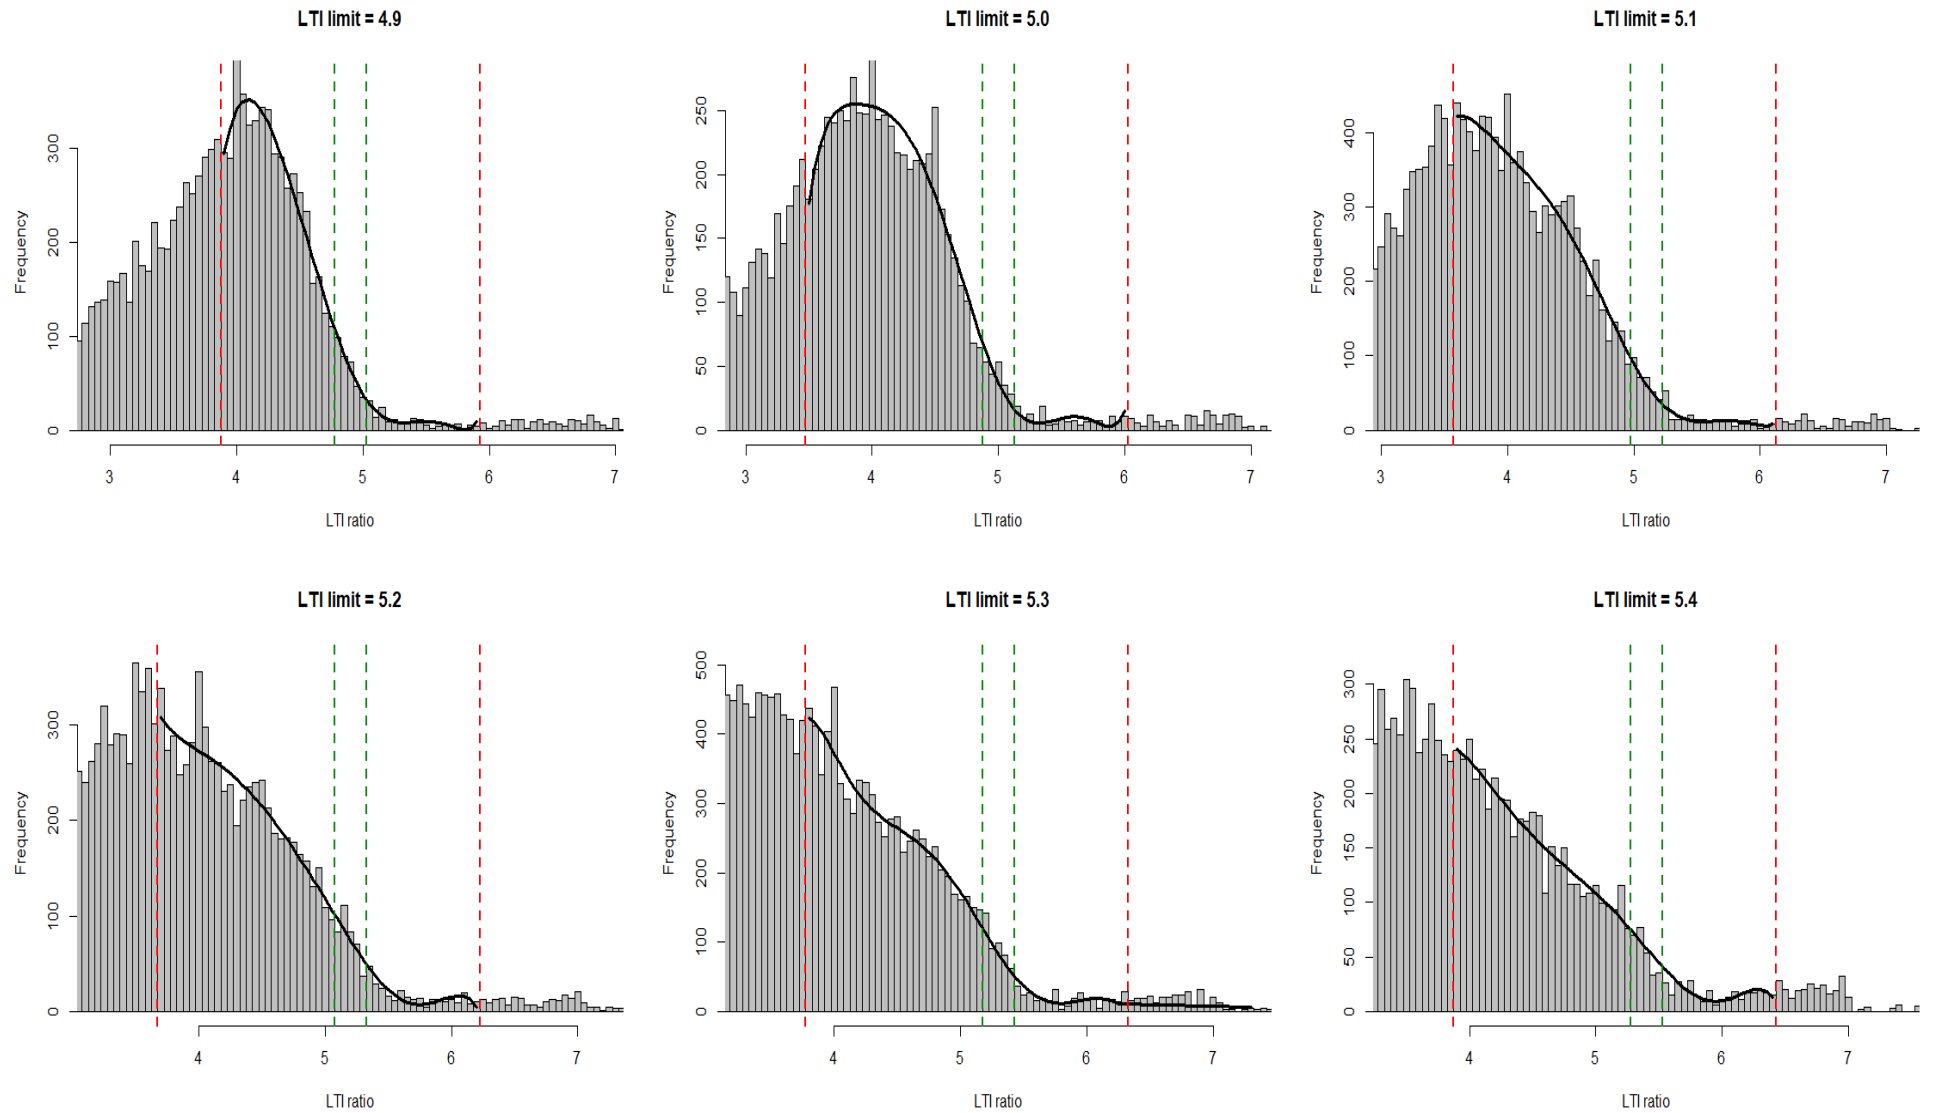 LTI limit = 4.9
Frequency
0 100 200 300
3 4 5 6 7
LTI ratio
LTI limit = 5.0
Frequency
0 50 100 150 200 250
3 4 5 6 7
LTI ratio
LTI limit = 5.1
Frequency
0 100 200 300 400
3 4 5 6 7
LTI ratio
LTI limit = 5.2
Frequency
0 100 200 300
4 5 6 7
LTI ratio
LTI limit = 5.3
Frequency
0 100 200 300 400 500
4 5 6 7
LTI ratio
LTI limit = 5.4
Frequency
0 50 100 150 200 250 300
4 5 6 7
LTI ratio